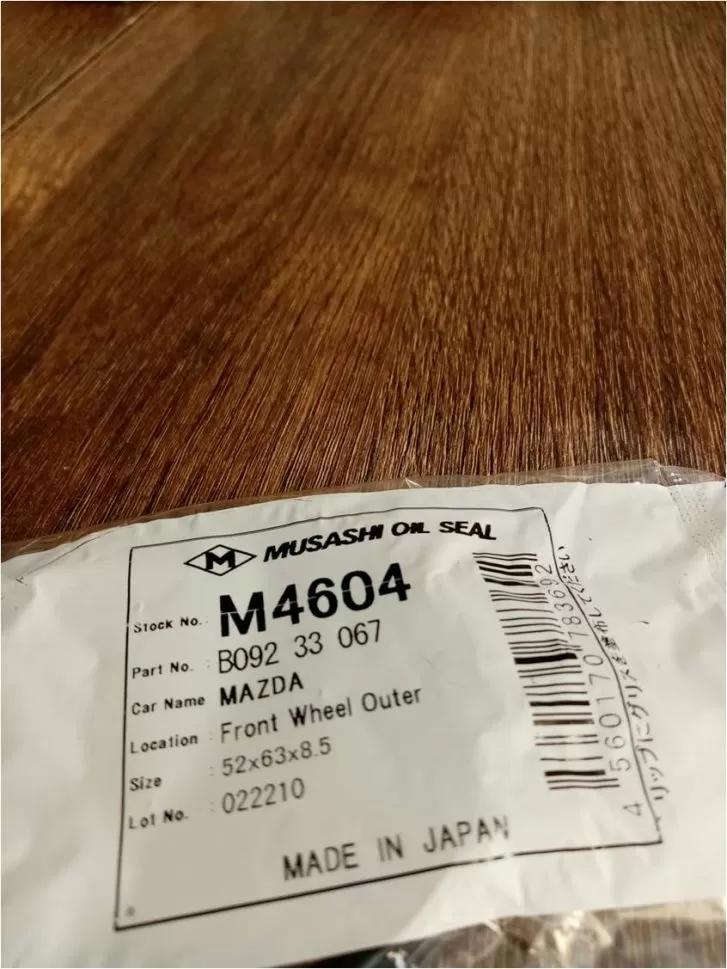 M MUSASHI OIL SEAL
Stock No. : M4604
Part No. : B092 33 067
Car Name MAZDA
Location : Front Wheel Outer
Size : 52x63x8.5
Lot No. : 022210
MADE IN JAPAN
4 560170 783692
リップにグリスを塗布してください